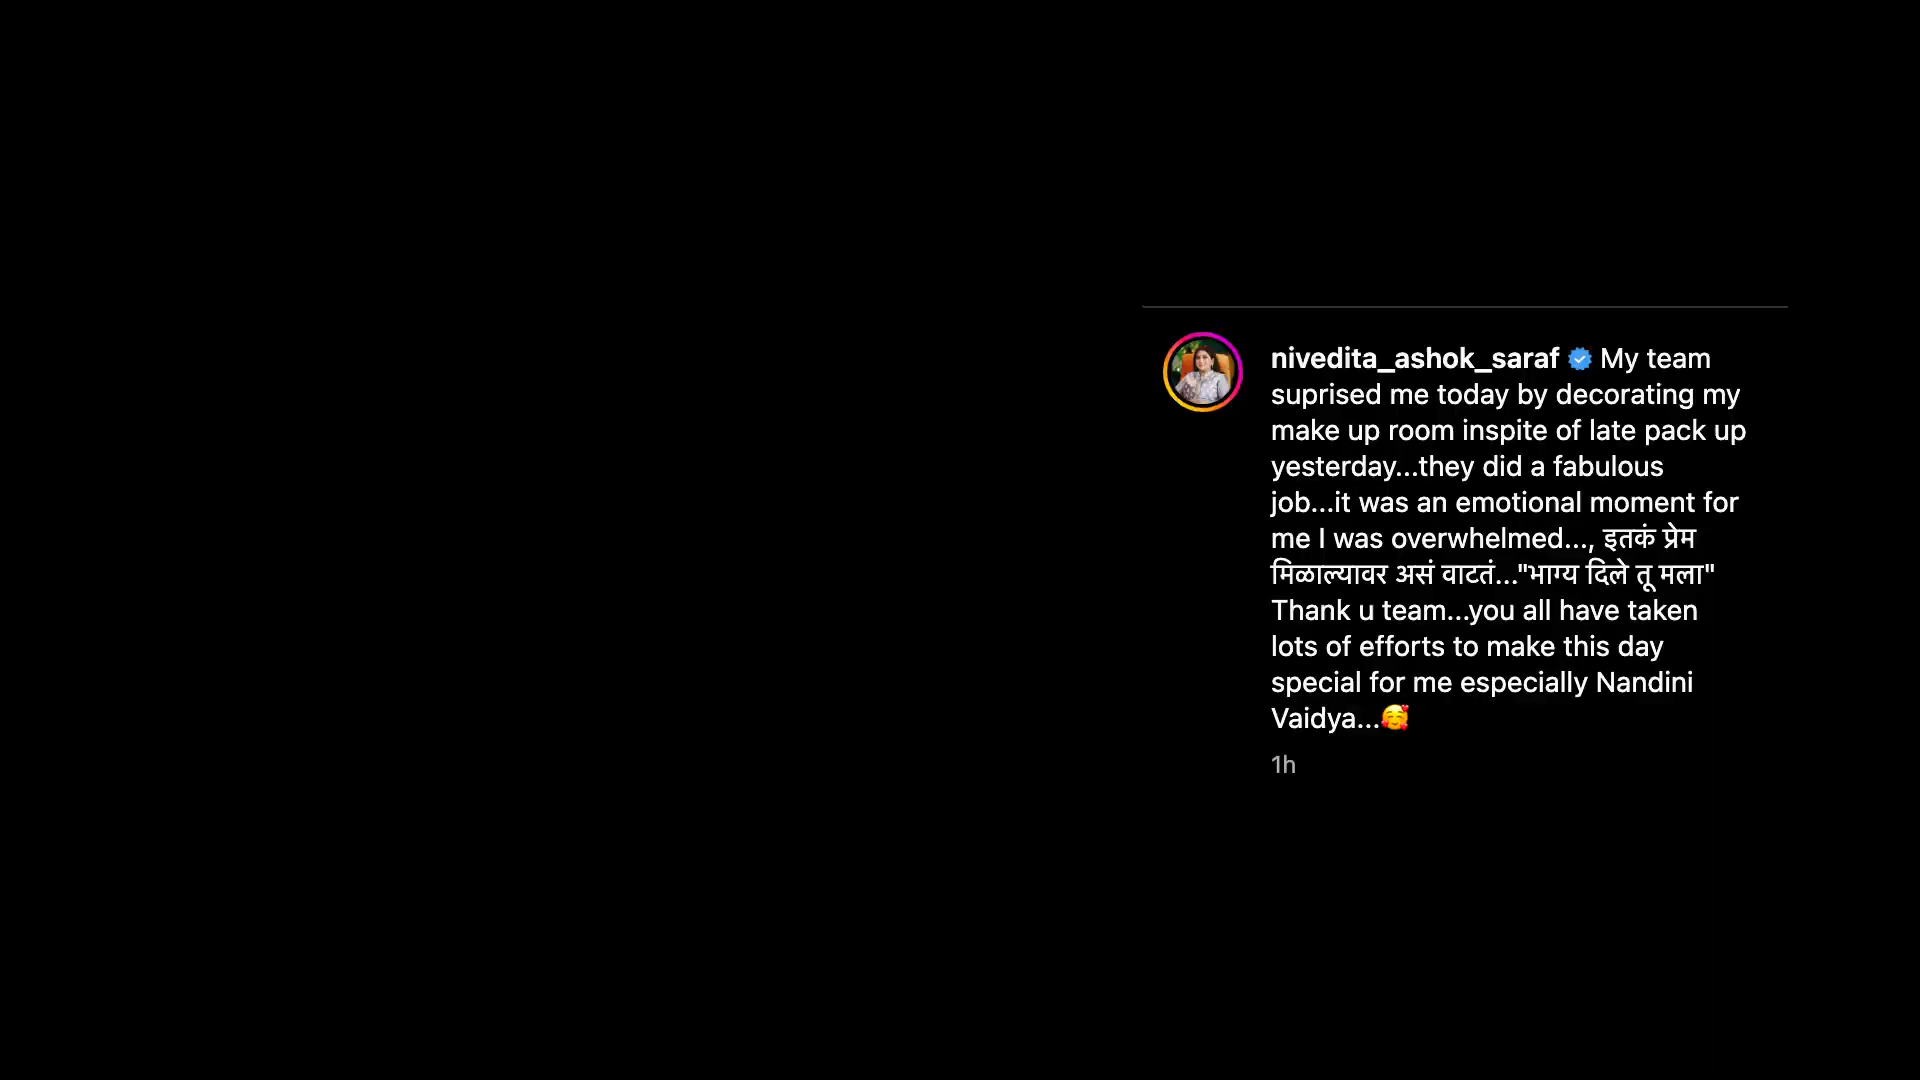 nivedita_ashok_saraf My team
suprised me today by decorating my
make up room inspite of late pack up
yesterday...they did a fabulous
job...it was an emotional moment for
me I was overwhelmed..., इतकं प्रेम
मिळाल्यावर असं वाटतं..."भाग्य दिले तू मला"
Thank u team...you all have taken
lots of efforts to make this day
special for me especially Nandini
Vaidya...🥰
1h